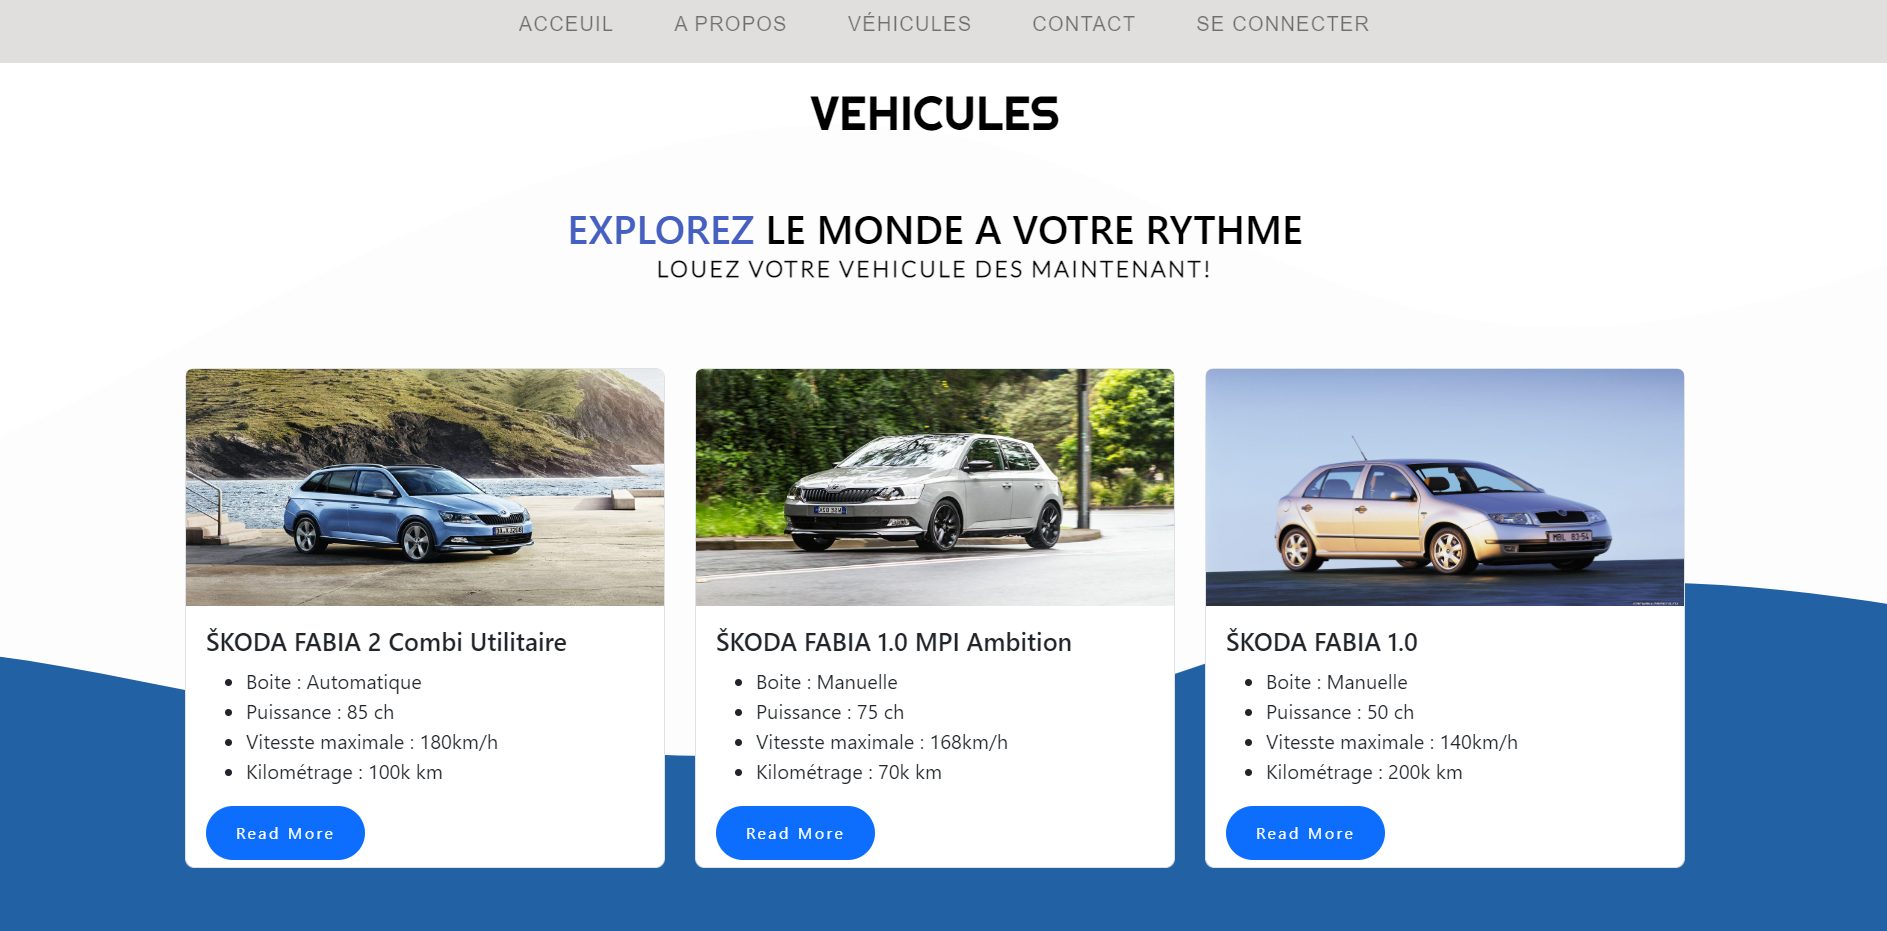 ACCEUIL A PROPOS VÉHICULES CONTACT SE CONNECTER
VEHICULES
EXPLOREZ LE MONDE A VOTRE RYTHME
LOUEZ VOTRE VEHICULE DES MAINTENANT!
MBL 83-54
ŠKODA FABIA 2 Combi Utilitaire
Boite : Automatique
Puissance : 85 ch
Vitesste maximale : 180km/h
Kilométrage : 100k km
Read More
ŠKODA FABIA 1.0 MPI Ambition
Boite : Manuelle
Puissance : 75 ch
Vitesste maximale : 168km/h
Kilométrage : 70k km
Read More
ŠKODA FABIA 1.0
Boite : Manuelle
Puissance : 50 ch
Vitesste maximale : 140km/h
Kilométrage : 200k km
Read More